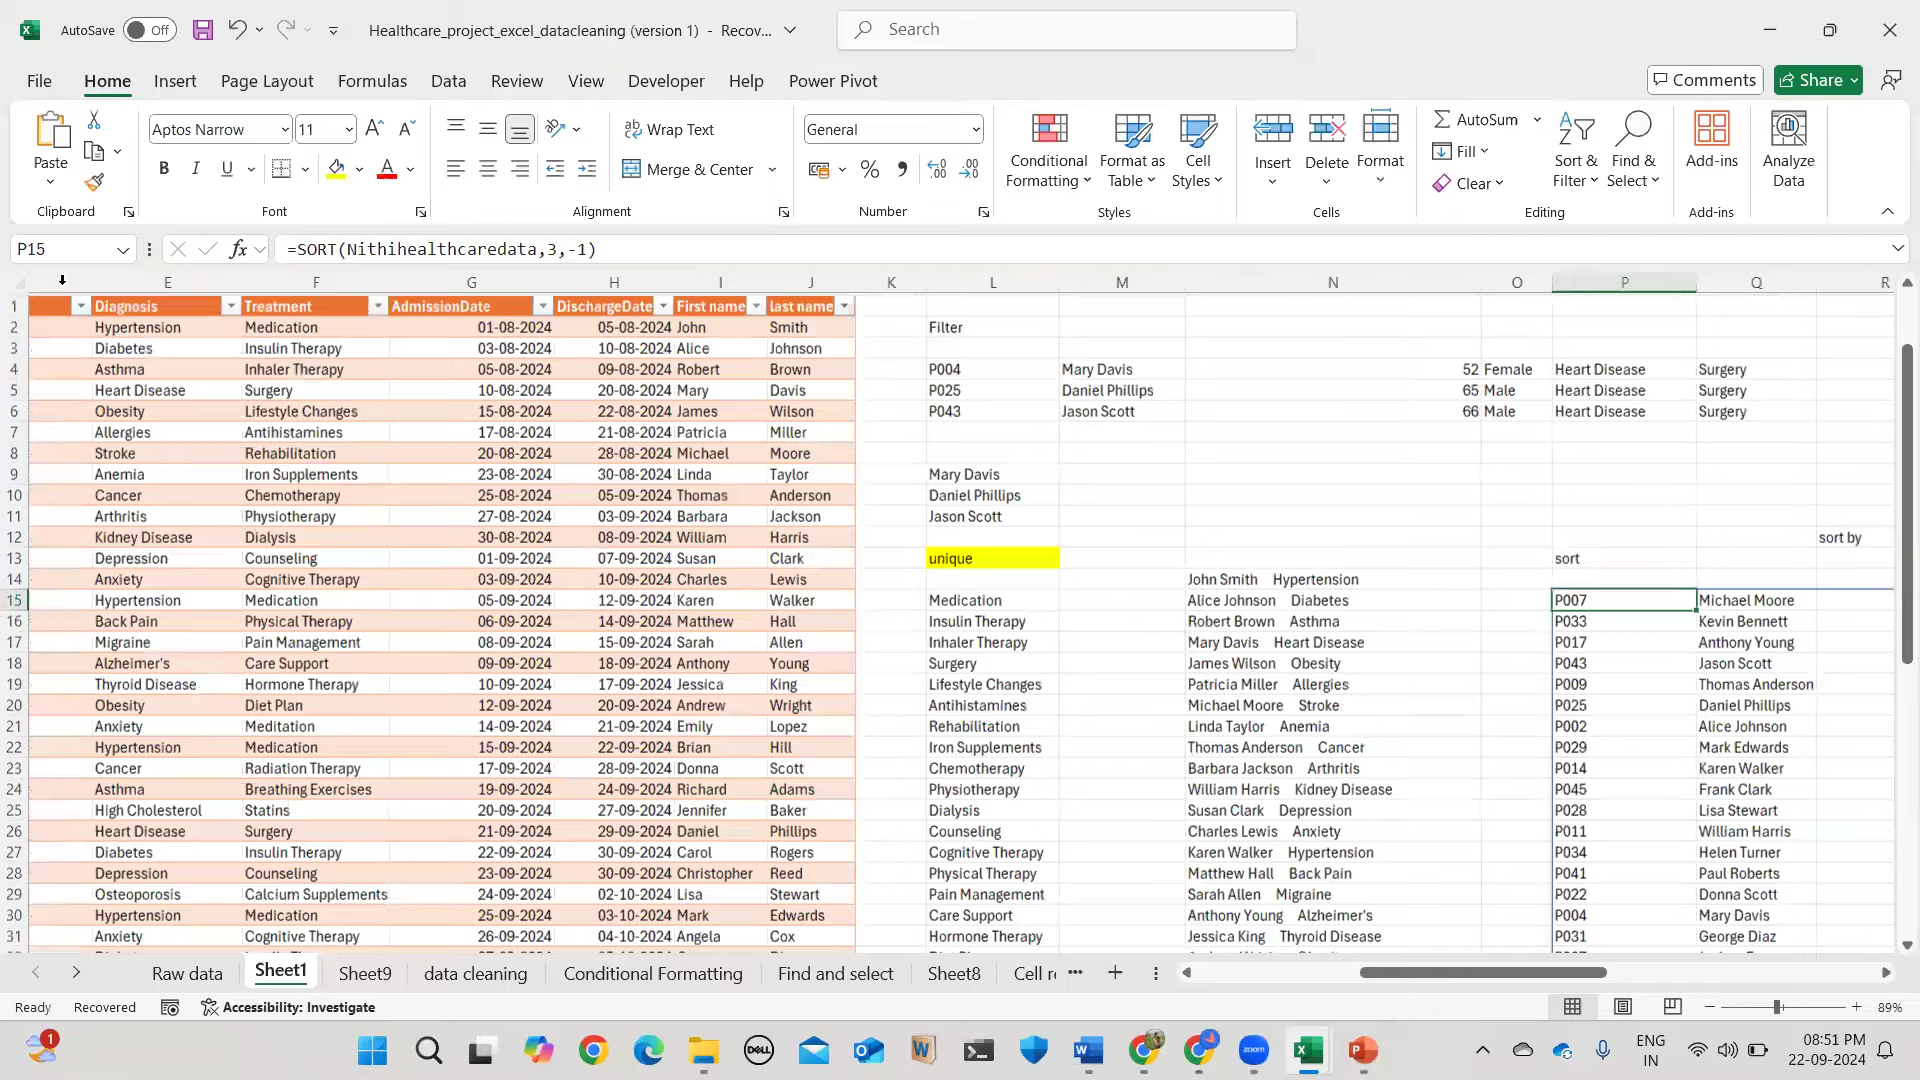 AutoSave Off Healthcare_project_excel_datacleaning (version 1) - Recov... Search
File Home Insert Page Layout Formulas Data Review View Developer Help Power Pivot Comments Share
Paste Aptos Narrow 11 Wrap Text General Conditional Formatting Format as Table Cell Styles Insert Delete Format AutoSum Sort & Filter Find & Select Add-ins Analyze Data
B I U Merge & Center Fill Clear
Clipboard Font Alignment Number Styles Cells Editing Add-ins
P15 fx =SORT(Nithihealthcaredata,3,-1)
E F G H I J K L M N O P Q R
1 Diagnosis Treatment AdmissionDate DischargeDate First name last name
2 Hypertension Medication 01-08-2024 05-08-2024 John Smith Filter
3 Diabetes Insulin Therapy 03-08-2024 10-08-2024 Alice Johnson
4 Asthma Inhaler Therapy 05-08-2024 09-08-2024 Robert Brown P004 Mary Davis 52 Female Heart Disease Surgery
5 Heart Disease Surgery 10-08-2024 20-08-2024 Mary Davis P025 Daniel Phillips 65 Male Heart Disease Surgery
6 Obesity Lifestyle Changes 15-08-2024 22-08-2024 James Wilson P043 Jason Scott 66 Male Heart Disease Surgery
7 Allergies Antihistamines 17-08-2024 21-08-2024 Patricia Miller
8 Stroke Rehabilitation 20-08-2024 28-08-2024 Michael Moore
9 Anemia Iron Supplements 23-08-2024 30-08-2024 Linda Taylor Mary Davis
10 Cancer Chemotherapy 25-08-2024 05-09-2024 Thomas Anderson Daniel Phillips
11 Arthritis Physiotherapy 27-08-2024 03-09-2024 Barbara Jackson Jason Scott
12 Kidney Disease Dialysis 30-08-2024 08-09-2024 William Harris sort by
13 Depression Counseling 01-09-2024 07-09-2024 Susan Clark unique sort
14 Anxiety Cognitive Therapy 03-09-2024 10-09-2024 Charles Lewis John Smith Hypertension
15 Hypertension Medication 05-09-2024 12-09-2024 Karen Walker Medication Alice Johnson Diabetes P007 Michael Moore
16 Back Pain Physical Therapy 06-09-2024 14-09-2024 Matthew Hall Insulin Therapy Robert Brown Asthma P033 Kevin Bennett
17 Migraine Pain Management 08-09-2024 15-09-2024 Sarah Allen Inhaler Therapy Mary Davis Heart Disease P017 Anthony Young
18 Alzheimer's Care Support 09-09-2024 18-09-2024 Anthony Young Surgery James Wilson Obesity P043 Jason Scott
19 Thyroid Disease Hormone Therapy 10-09-2024 17-09-2024 Jessica King Lifestyle Changes Patricia Miller Allergies P009 Thomas Anderson
20 Obesity Diet Plan 12-09-2024 20-09-2024 Andrew Wright Antihistamines Michael Moore Stroke P025 Daniel Phillips
21 Anxiety Meditation 14-09-2024 21-09-2024 Emily Lopez Rehabilitation Linda Taylor Anemia P002 Alice Johnson
22 Hypertension Medication 15-09-2024 22-09-2024 Brian Hill Iron Supplements Thomas Anderson Cancer P029 Mark Edwards
23 Cancer Radiation Therapy 17-09-2024 28-09-2024 Donna Scott Chemotherapy Barbara Jackson Arthritis P014 Karen Walker
24 Asthma Breathing Exercises 19-09-2024 24-09-2024 Richard Adams Physiotherapy William Harris Kidney Disease P045 Frank Clark
25 High Cholesterol Statins 20-09-2024 27-09-2024 Jennifer Baker Dialysis Susan Clark Depression P028 Lisa Stewart
26 Heart Disease Surgery 21-09-2024 29-09-2024 Daniel Phillips Counseling Charles Lewis Anxiety P011 William Harris
27 Diabetes Insulin Therapy 22-09-2024 30-09-2024 Carol Rogers Cognitive Therapy Karen Walker Hypertension P034 Helen Turner
28 Depression Counseling 23-09-2024 30-09-2024 Christopher Reed Physical Therapy Matthew Hall Back Pain P041 Paul Roberts
29 Osteoporosis Calcium Supplements 24-09-2024 02-10-2024 Lisa Stewart Pain Management Sarah Allen Migraine P022 Donna Scott
30 Hypertension Medication 25-09-2024 03-10-2024 Mark Edwards Care Support Anthony Young Alzheimer's P004 Mary Davis
31 Anxiety Cognitive Therapy 26-09-2024 04-10-2024 Angela Cox Hormone Therapy Jessica King Thyroid Disease P031 George Diaz
Raw data Sheet1 Sheet9 data cleaning Conditional Formatting Find and select Sheet8 Cell re
Ready Recovered Accessibility: Investigate 89%
1 DELL zoom ENG IN 08:51 PM 22-09-2024